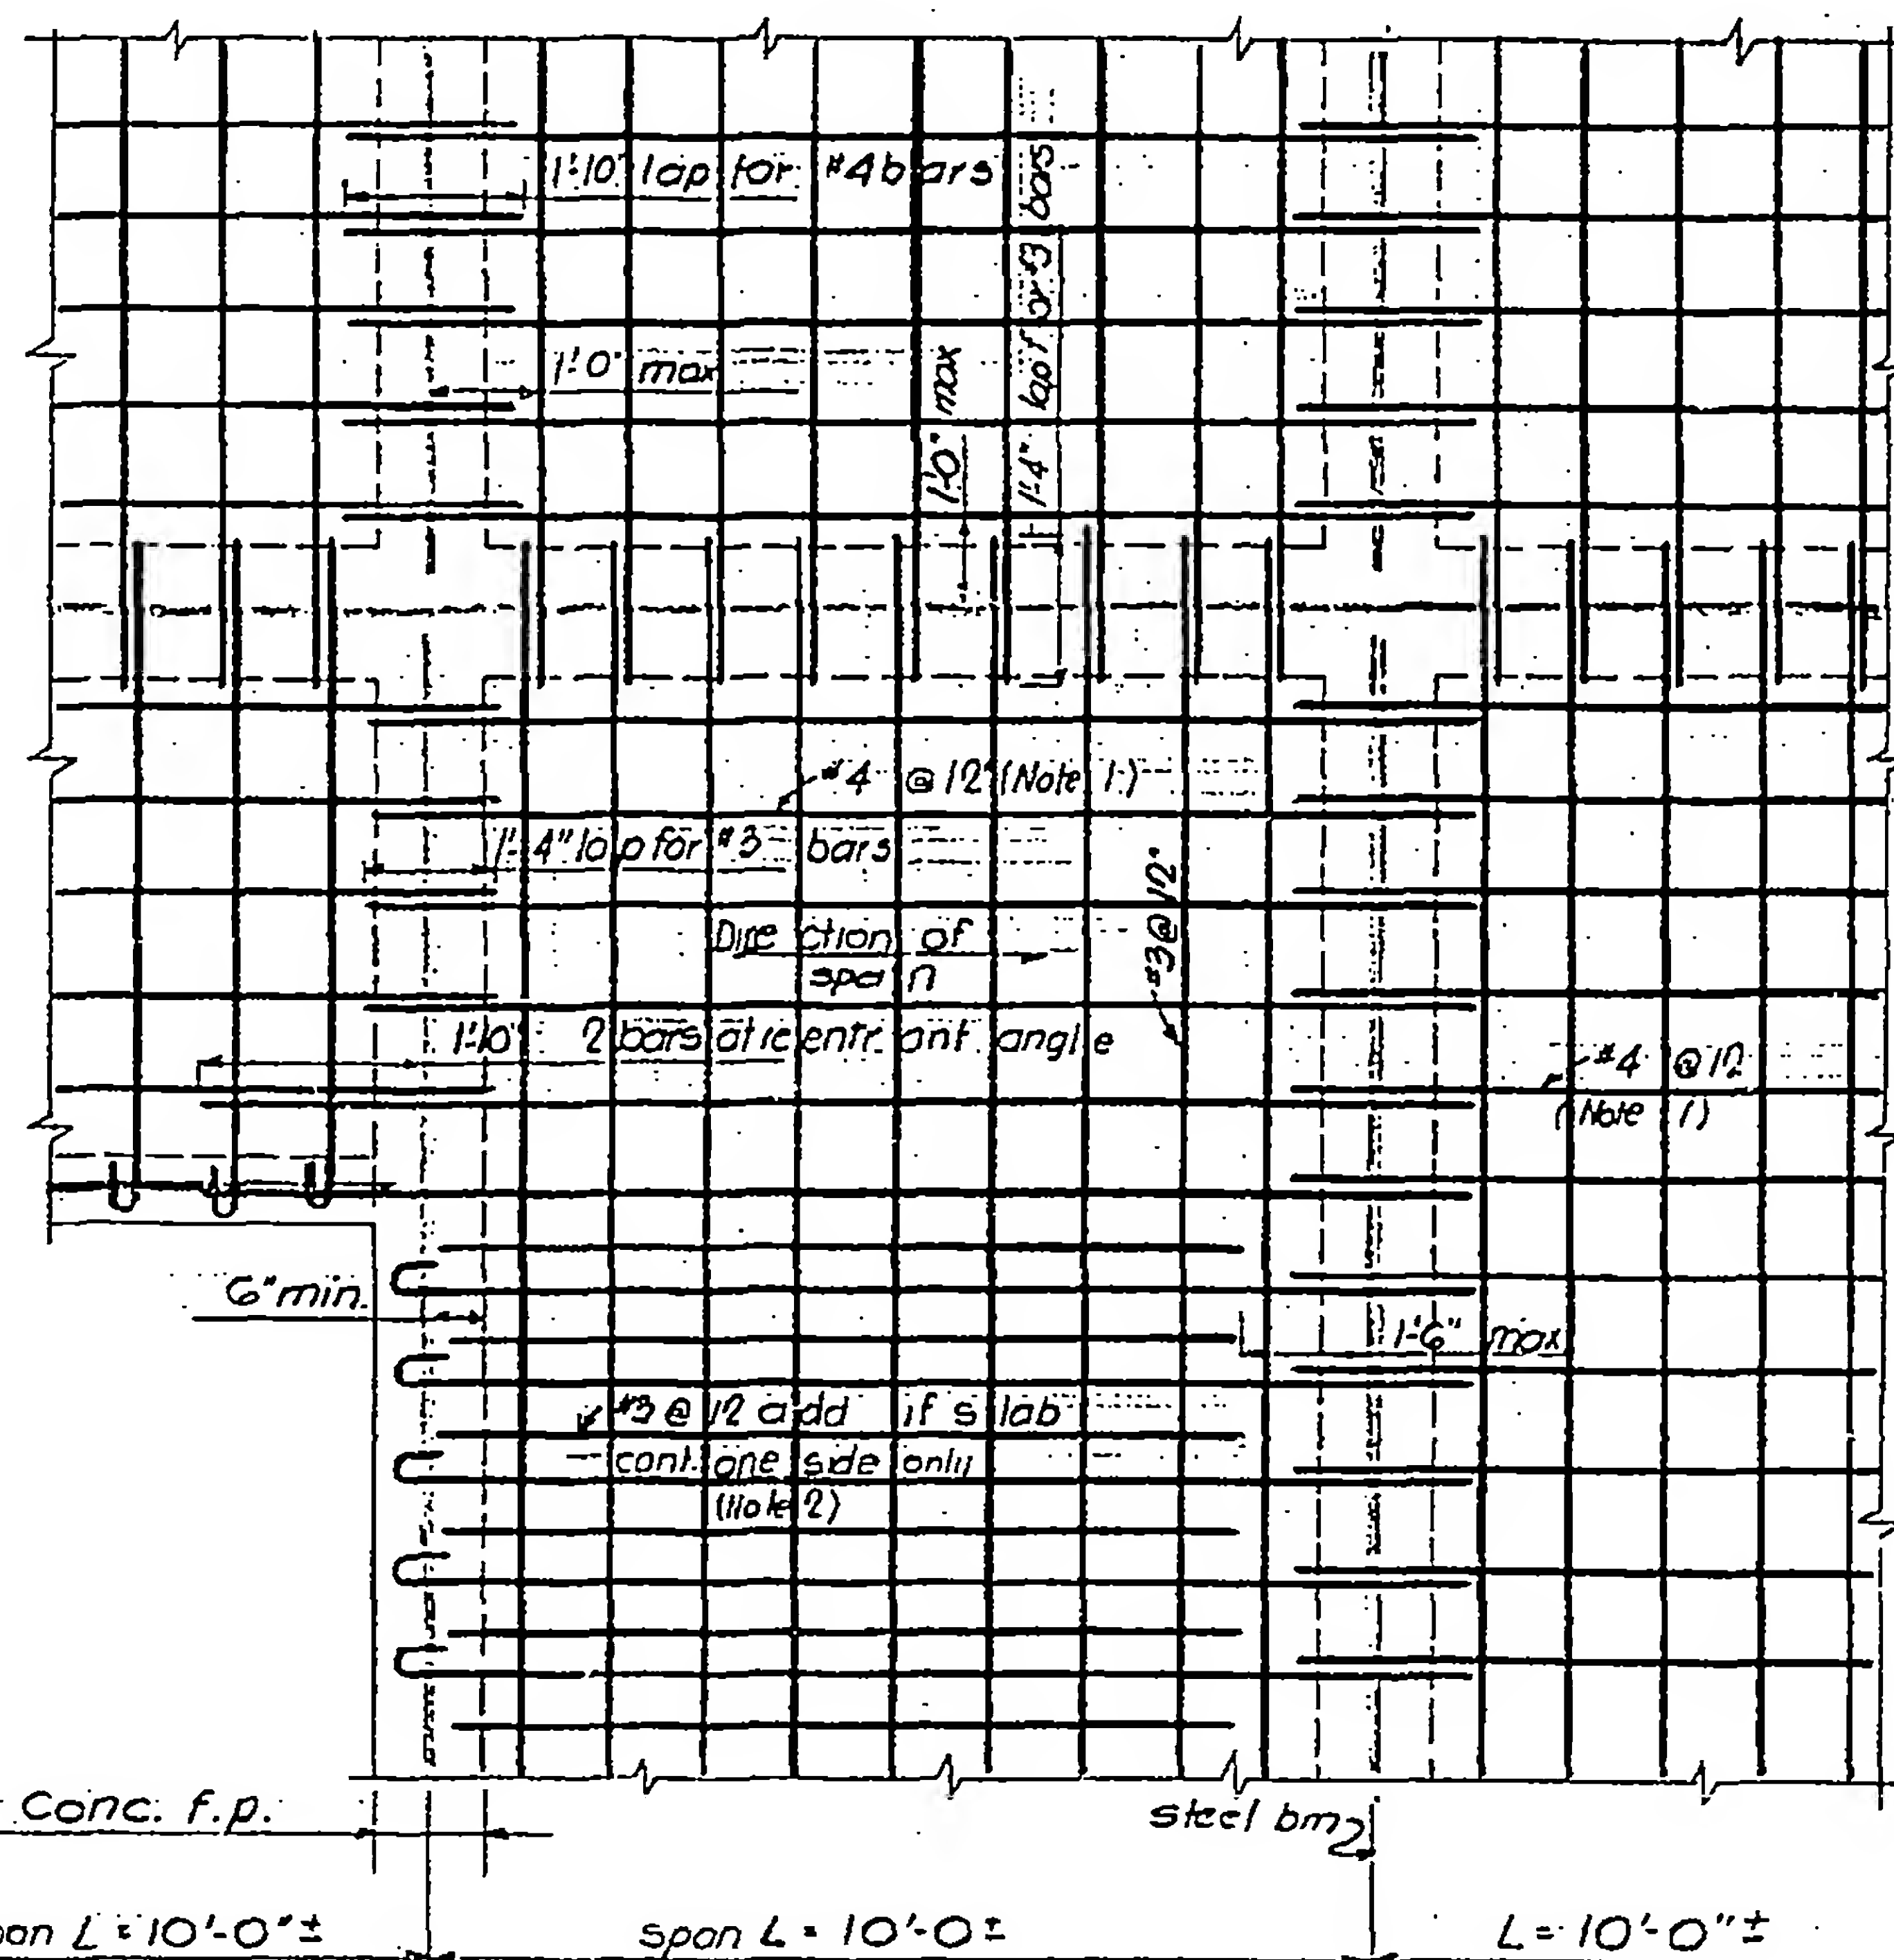 1'-10" lap for #4 bars
1'-0" max
1'-0" max
1'-4" lap for #3 bars
#4 @ 12" (Note 1)
1'-4" lap for #3 bars
#3 @ 12"
Direction of
span
1'-10" 2 bars at reentrant angle
#4 @ 12
(Note 1)
6" min.
1'-6" max
#3 @ 12 add if slab
cont. one side only
(Note 2)
Conc. f.p.
steel bm
L = 10'-0" ±
span L = 10'-0 ±
L = 10'-0" ±